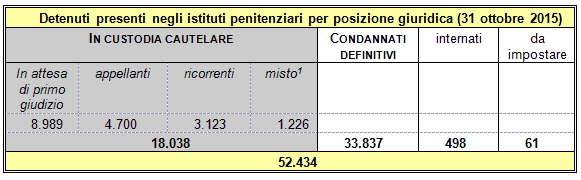 Detenuti presenti negli istituti penitenziari per posizione giuridica (31 ottobre 2015)
IN CUSTODIA CAUTELARE CONDANNATI DEFINITIVI internati da impostare
In attesa di primo giudizio appellanti ricorrenti misto¹
8.989 4.700 3.123 1.226
18.038 33.837 498 61
52.434